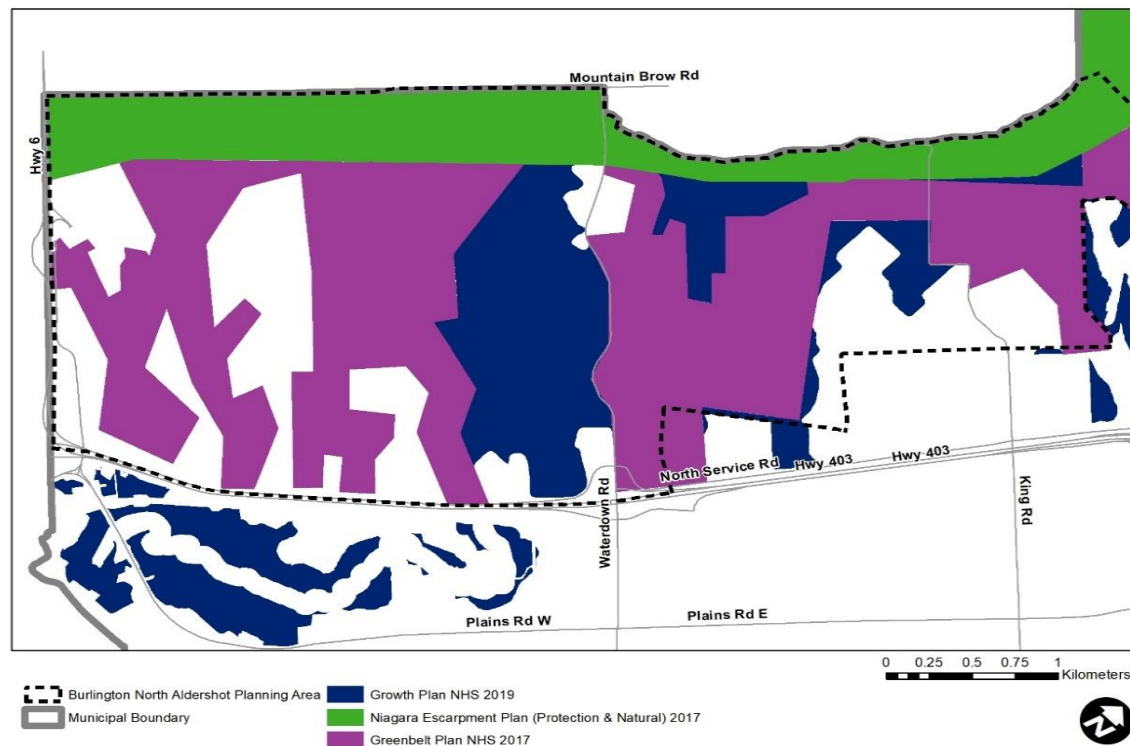 Mountain Brow Rd
Hwy 6
North Service Rd
Hwy 403
Hwy 403
Waterdown Rd
King Rd
Plains Rd W
Plains Rd E
0 0.25 0.5 0.75 1
Kilometers
Burlington North Aldershot Planning Area
Municipal Boundary
Growth Plan NHS 2019
Niagara Escarpment Plan (Protection & Natural) 2017
Greenbelt Plan NHS 2017
N